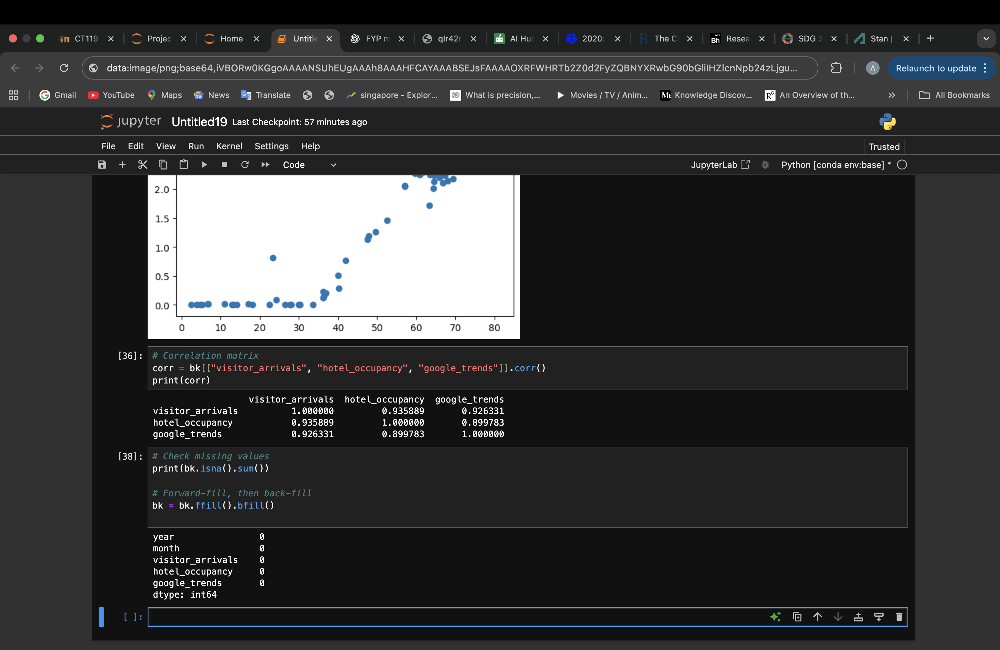 CT119 Projec Home Untitle FYP m qlr42r AI Hur 2020: The C Resea SDG 3 Stan |
data:image/png;base64,iVBORw0KGgoAAAANSUhEUgAAAh8AAAHFCAYAAABSEJsFAAAAOXRFWHRTb2Z0d2FyZQBNYXRwbG90bGliIHZlcnNpb24zLjgu... A Relaunch to update
Gmail YouTube Maps News Translate singapore - Explor... What is precision,... Movies / TV / Anim... Knowledge Discov... An Overview of th... All Bookmarks
jupyter Untitled19 Last Checkpoint: 57 minutes ago
File Edit View Run Kernel Settings Help Trusted
Code JupyterLab Python [conda env:base] *
2.0
1.5
1.0
0.5
0.0
0 10 20 30 40 50 60 70 80
[36]: # Correlation matrix
corr = bk[["visitor_arrivals", "hotel_occupancy", "google_trends"]].corr()
print(corr)
visitor_arrivals hotel_occupancy google_trends
visitor_arrivals 1.000000 0.935889 0.926331
hotel_occupancy 0.935889 1.000000 0.899783
google_trends 0.926331 0.899783 1.000000
[38]: # Check missing values
print(bk.isna().sum())
# Forward-fill, then back-fill
bk = bk.ffill().bfill()
year 0
month 0
visitor_arrivals 0
hotel_occupancy 0
google_trends 0
dtype: int64
[ ]: